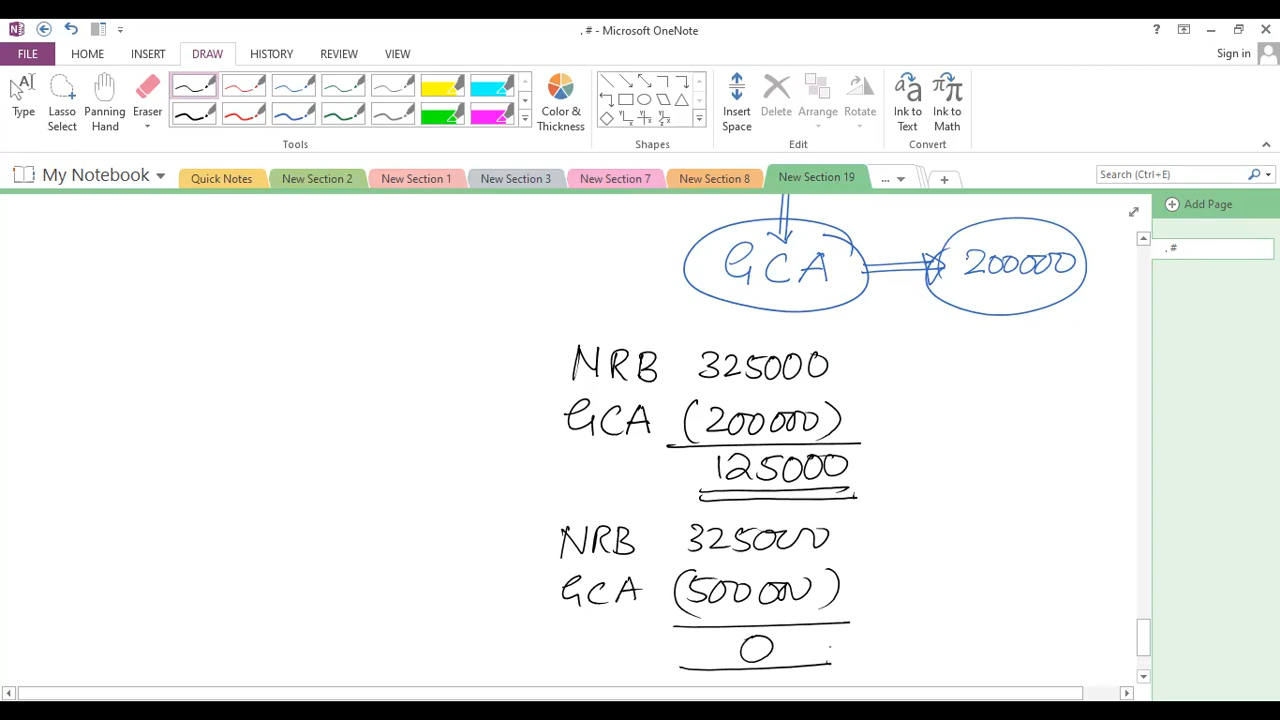 . # - Microsoft OneNote
Sign in
FILE HOME INSERT DRAW HISTORY REVIEW VIEW
Type
Lasso Select
Panning Hand
Eraser
Color & Thickness
Insert Space
Delete
Arrange
Rotate
Ink to Text
Ink to Math
Tools Shapes Edit Convert
My Notebook Quick Notes New Section 2 New Section 1 New Section 3 New Section 7 New Section 8 New Section 19 ... Search (Ctrl+E)
Add Page
. #
GCA 200000
NRB 325000
GCA (200000)
125000
NRB 325000
GCA (500000)
0